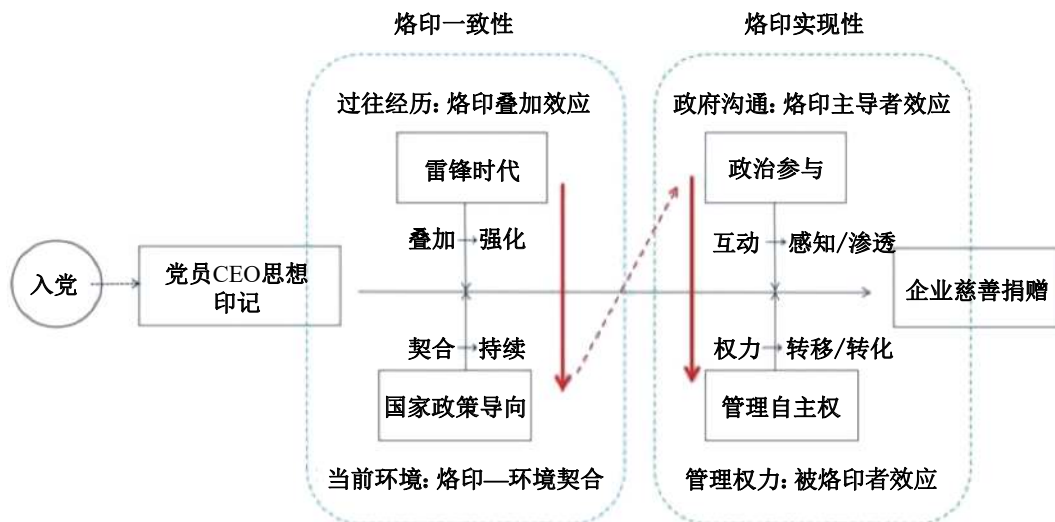 烙印一致性
烙印实现性
过往经历: 烙印叠加效应
政府沟通: 烙印主导者效应
雷锋时代
政治参与
叠加→强化
互动→感知/渗透
入党
党员CEO思想
印记
企业慈善捐赠
契合→持续
权力→转移/转化
国家政策导向
管理自主权
当前环境: 烙印—环境契合
管理权力: 被烙印者效应